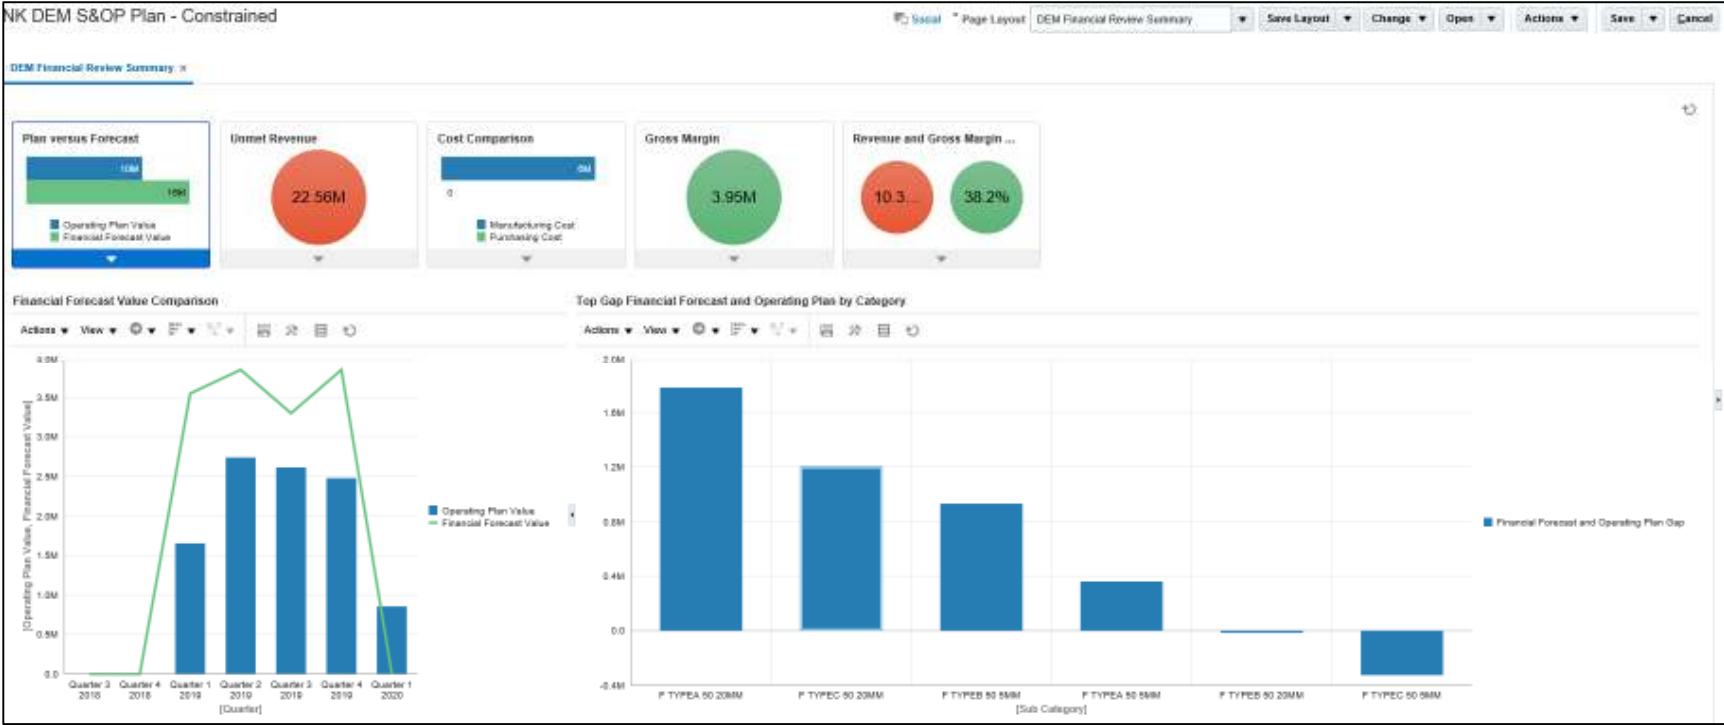 NK DEM S&OP Plan - Constrained
Social * Page Layout DEM Financial Review Summary Save Layout Change Open Actions Save Cancel
DEM Financial Review Summary
Plan versus Forecast
10M
Operating Plan Value
Financial Forecast Value
Unmet Revenue
22.56M
Cost Comparison
6M
0
Manufacturing Cost
Purchasing Cost
Gross Margin
3.95M
Revenue and Gross Margin ...
10.3...
38.2%
Financial Forecast Value Comparison
Actions View
4.0M
3.5M
3.0M
2.5M
2.0M
1.5M
1.0M
0.5M
0.0
[Operating Plan Value, Financial Forecast Value]
Quarter 3 2018
Quarter 4 2018
Quarter 1 2019
Quarter 2 2019
Quarter 3 2019
Quarter 4 2019
Quarter 1 2020
[Quarter]
Operating Plan Value
Financial Forecast Value
Top Gap Financial Forecast and Operating Plan by Category
Actions View
2.0M
1.6M
1.2M
0.8M
0.4M
0.0
-0.4M
F TYPEA 50 20MM
F TYPEC 50 20MM
F TYPEB 50 5MM
F TYPEA 50 5MM
F TYPEB 50 20MM
F TYPEC 50 5MM
[Sub Category]
Financial Forecast and Operating Plan Gap